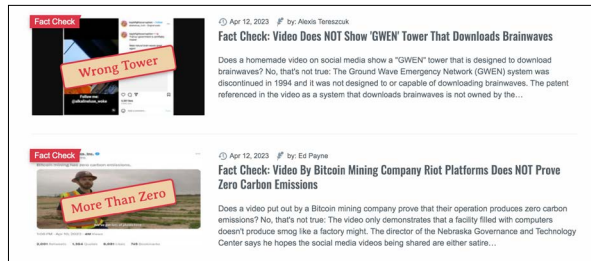 Fact Check
Wrong Tower
Follow me:
Apr 12, 2023 by: Alexis Tereszcuk
Fact Check: Video Does NOT Show 'GWEN' Tower That Downloads Brainwaves
Does a homemade video on social media show a "GWEN" tower that is designed to download
brainwaves? No, that's not true: The Ground Wave Emergency Network (GWEN) system was
discontinued in 1994 and it was not designed to or capable of downloading brainwaves. The patent
referenced in the video as a system that downloads brainwaves is not owned by the…
Fact Check
More Than Zero
Apr 12, 2023 by: Ed Payne
Fact Check: Video By Bitcoin Mining Company Riot Platforms Does NOT Prove
Zero Carbon Emissions
Does a video put out by a Bitcoin mining company prove that their operation produces zero carbon
emissions? No, that's not true: The video only demonstrates that a facility filled with computers
doesn't produce smog like a factory might. The director of the Nebraska Governance and Technology
Center says he hopes the social media videos being shared are either satire…